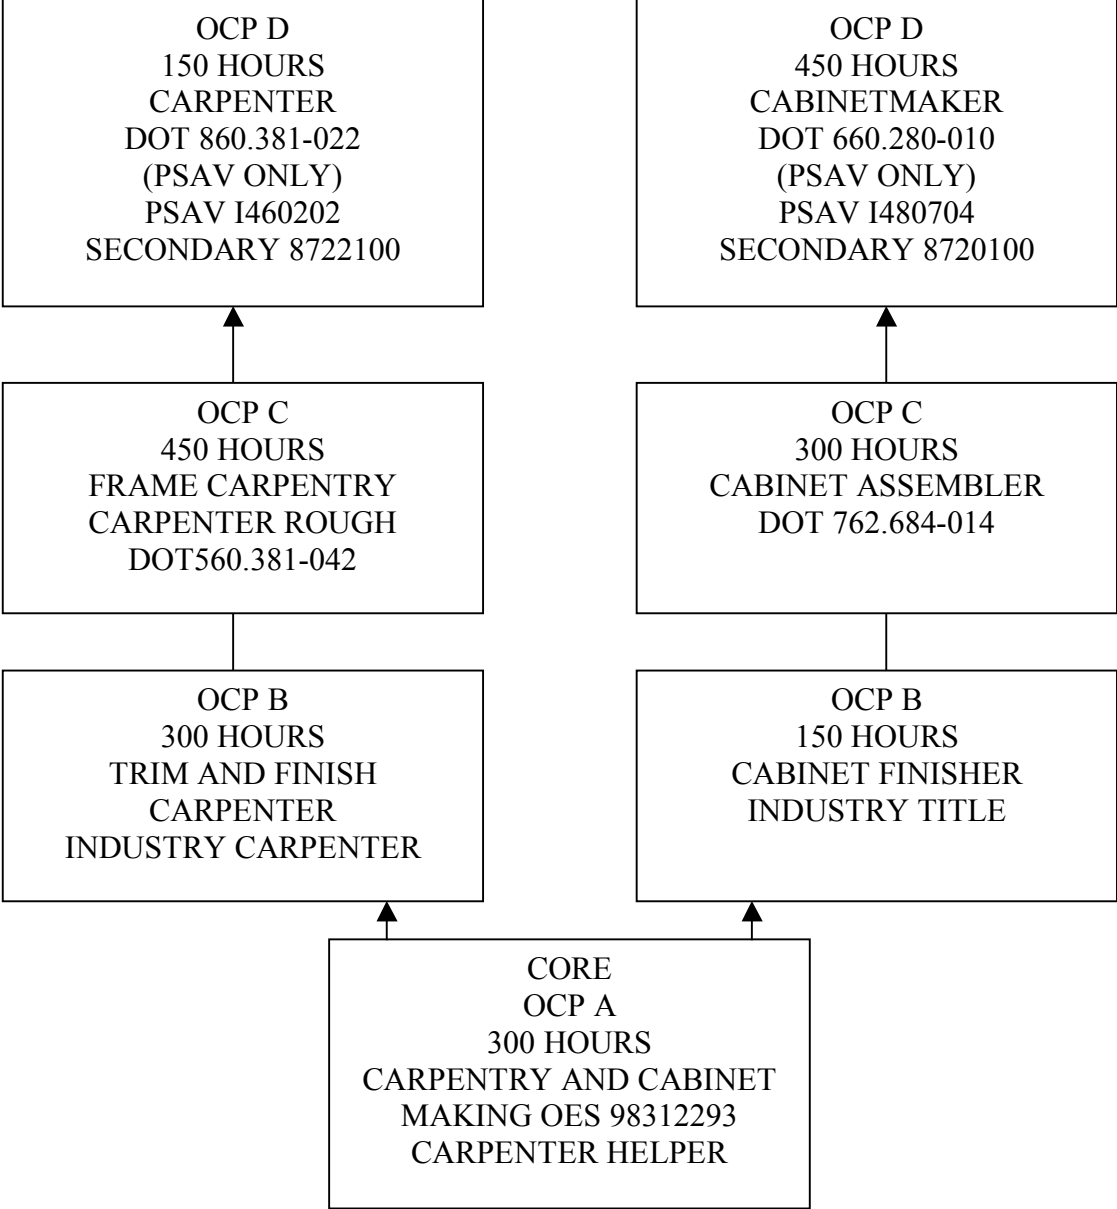 OCP D
150 HOURS
CARPENTER
DOT 860.381-022
(PSAV ONLY)
PSAV I460202
SECONDARY 8722100
OCP D
450 HOURS
CABINETMAKER
DOT 660.280-010
(PSAV ONLY)
PSAV I480704
SECONDARY 8720100
OCP C
450 HOURS
FRAME CARPENTRY
CARPENTER ROUGH
DOT560.381-042
OCP C
300 HOURS
CABINET ASSEMBLER
DOT 762.684-014
OCP B
300 HOURS
TRIM AND FINISH
CARPENTER
INDUSTRY CARPENTER
OCP B
150 HOURS
CABINET FINISHER
INDUSTRY TITLE
CORE
OCP A
300 HOURS
CARPENTRY AND CABINET
MAKING OES 98312293
CARPENTER HELPER